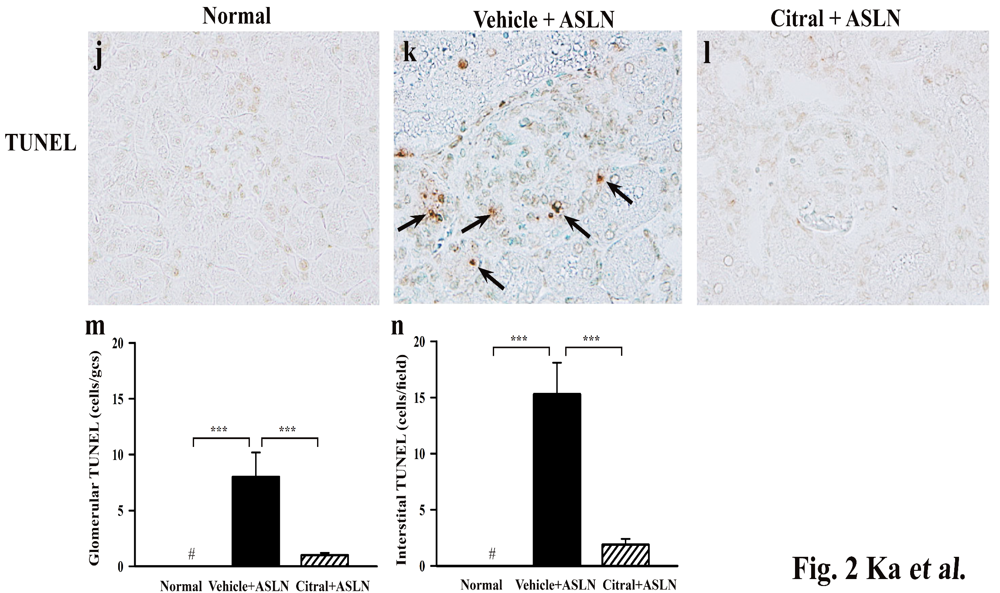 Normal
Vehicle + ASLN
Citral + ASLN
j
k
l
TUNEL
m
Glomerular TUNEL (cells/gcs)
20
15
10
5
0
***
***
#
Normal
Vehicle+ASLN
Citral+ASLN
n
Interstital TUNEL (cells/field)
20
15
10
5
0
***
***
#
Normal
Vehicle+ASLN
Citral+ASLN
Fig. 2 Ka et al.